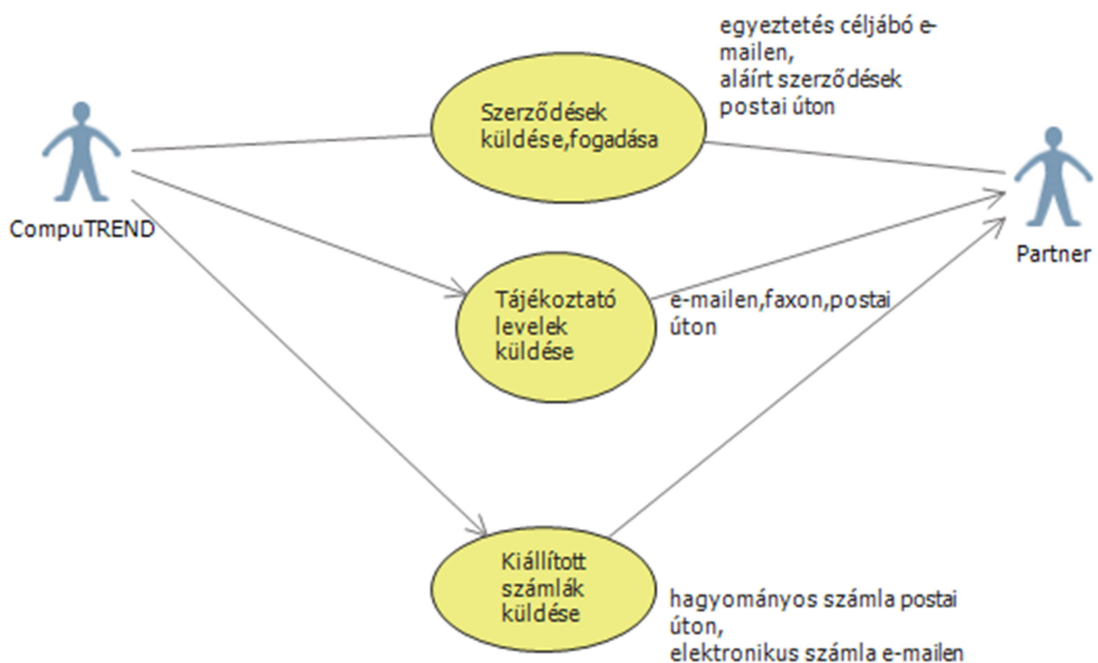 egyeztetés céljábó e-
mailen,
aláírt szerződések
postai úton
Szerződések
küldése,fogadása
CompuTREND
Partner
Tájékoztató
levelek
küldése
e-mailen,faxon,postai
úton
Kiállított
számlák
küldése
hagyományos számla postai
úton,
elektronikus számla e-mailen